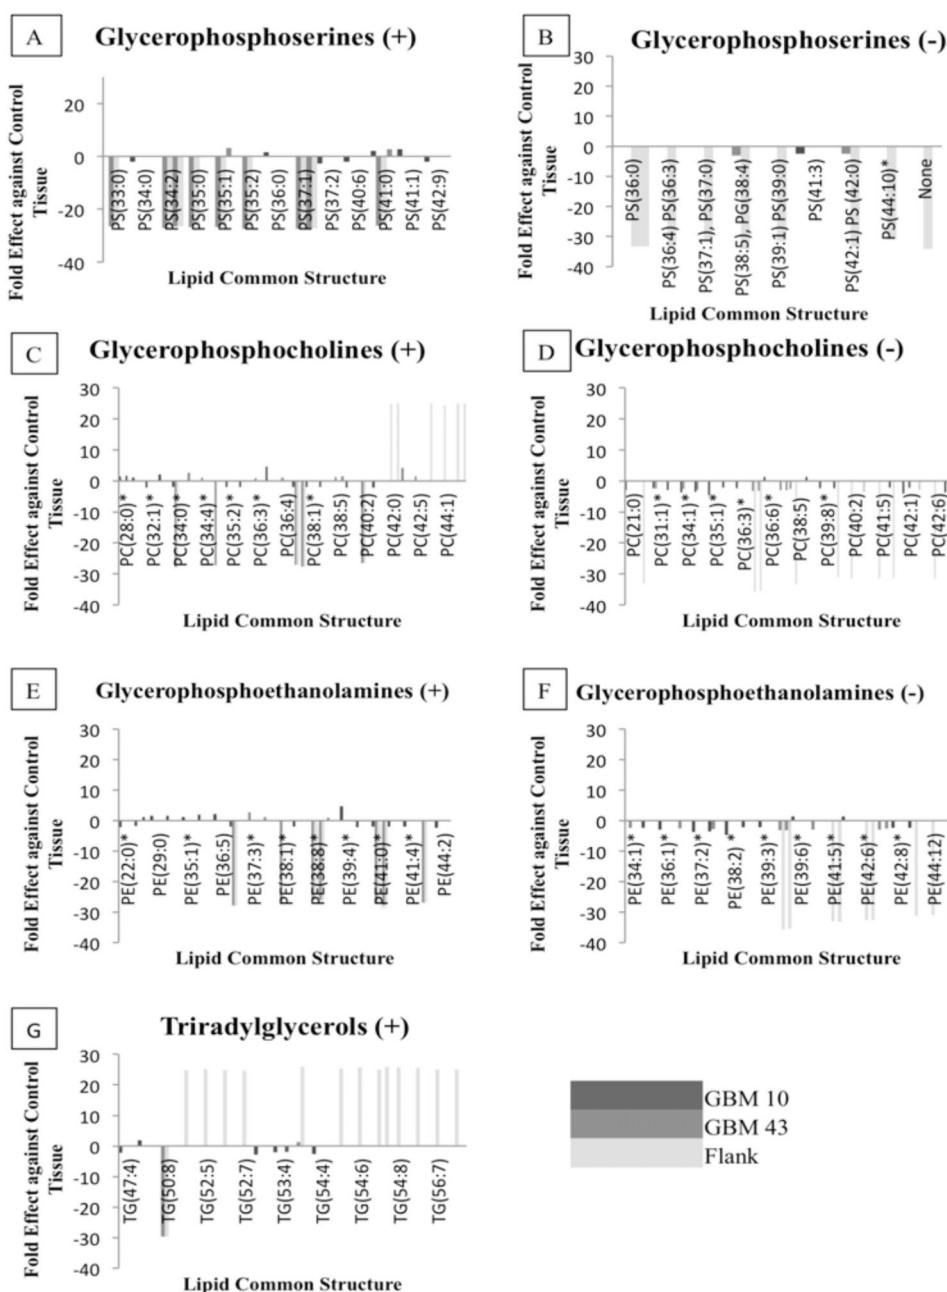 A
Glycerophosphoserines (+)
Fold Effect against Control
Tissue
20
0
-20
-40
PS(33:0)
PS(34:0)
PS(34:2)
PS(35:0)
PS(35:1)
PS(35:2)
PS(36:0)
PS(37:1)
PS(37:2)
PS(40:6)
PS(41:0)
PS(41:1)
PS(42:9)
Lipid Common Structure
B
Glycerophosphoserines (-)
Fold Effect against Control
Tissue
30
20
10
0
-10
-20
-30
-40
PS(36:0)
PS(36:4) PS(36:3)
PS(37:1), PS(37:0)
PS(38:5), PG(38:4)
PS(39:1) PS(39:0)
PS(41:3)
PS(42:1) PS (42:0)
PS(44:10)*
None
Lipid Common Structure
C
Glycerophosphocholines (+)
Fold Effect against Control
Tissue
30
20
10
0
-10
-20
-30
-40
PC(28:0)*
PC(32:1)*
PC(34:0)*
PC(34:4)*
PC(35:2)*
PC(36:3)*
PC(36:4)
PC(38:1)*
PC(38:5)
PC(40:2)
PC(42:0)
PC(42:5)
PC(44:1)
Lipid Common Structure
D
Glycerophosphocholines (-)
Fold Effect against Control
Tissue
30
20
10
0
-10
-20
-30
-40
PC(21:0)
PC(31:1)*
PC(34:1)*
PC(35:1)*
PC(36:3)*
PC(36:6)*
PC(38:5)
PC(39:8)*
PC(40:2)
PC(41:5)
PC(42:1)
PC(42:6)
Lipid Common Structure
E
Glycerophosphoethanolamines (+)
Fold Effect against Control
Tissue
30
20
10
0
-10
-20
-30
-40
PE(22:0)*
PE(29:0)
PE(35:1)*
PE(36:5)
PE(37:3)*
PE(38:1)*
PE(38:8)*
PE(39:4)*
PE(41:0)*
PE(41:4)*
PE(44:2)
Lipid Common Structure
F
Glycerophosphoethanolamines (-)
Fold Effect against Control
Tissue
30
20
10
0
-10
-20
-30
-40
PE(34:1)*
PE(36:1)*
PE(37:2)*
PE(38:2)
PE(39:3)*
PE(39:6)*
PE(41:5)*
PE(42:6)*
PE(42:8)*
PE(44:12)
Lipid Common Structure
G
Triradylglycerols (+)
Fold Effect against Control
Tissue
30
20
10
0
-10
-20
-30
-40
TG(47:4)
TG(50:8)
TG(52:5)
TG(52:7)
TG(53:4)
TG(54:4)
TG(54:6)
TG(54:8)
TG(56:7)
Lipid Common Structure
GBM 10
GBM 43
Flank